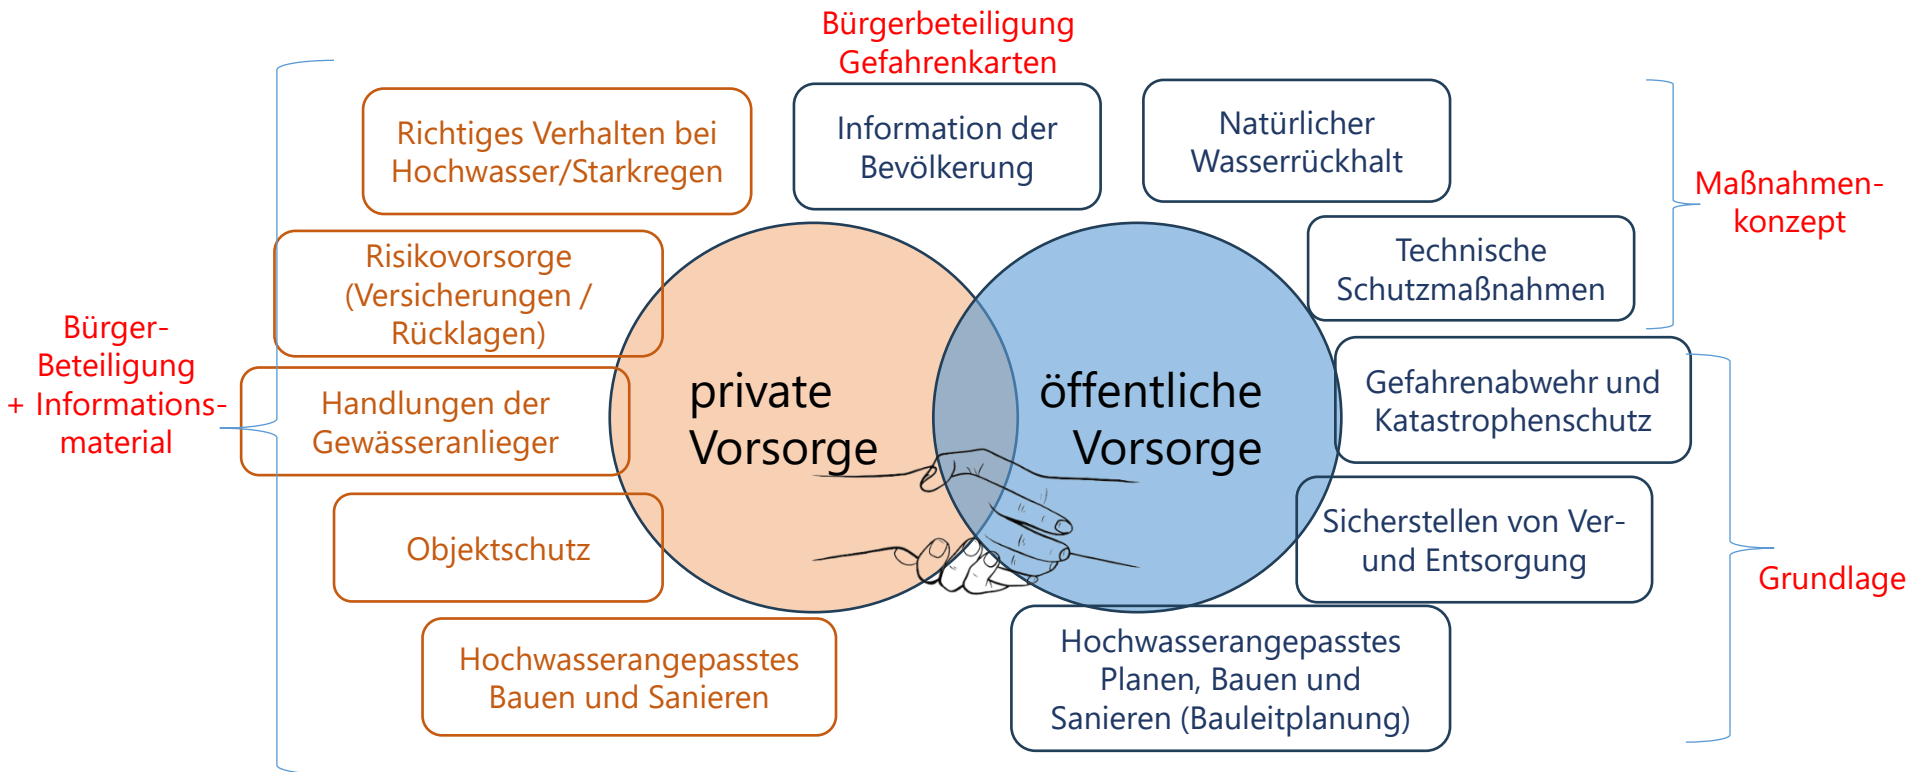 Bürgerbeteiligung
Gefahrenkarten
Richtiges Verhalten bei
Hochwasser/Starkregen
Information der
Bevölkerung
Natürlicher
Wasserrückhalt
Maßnahmen-
konzept
Risikovorsorge
(Versicherungen /
Rücklagen)
Technische
Schutzmaßnahmen
Bürger-
Beteiligung
+ Informations-
material
Handlungen der
Gewässeranlieger
private
Vorsorge
öffentliche
Vorsorge
Gefahrenabwehr und
Katastrophenschutz
Objektschutz
Sicherstellen von Ver-
und Entsorgung
Grundlage
Hochwasserangepasstes
Bauen und Sanieren
Hochwasserangepasstes
Planen, Bauen und
Sanieren (Bauleitplanung)